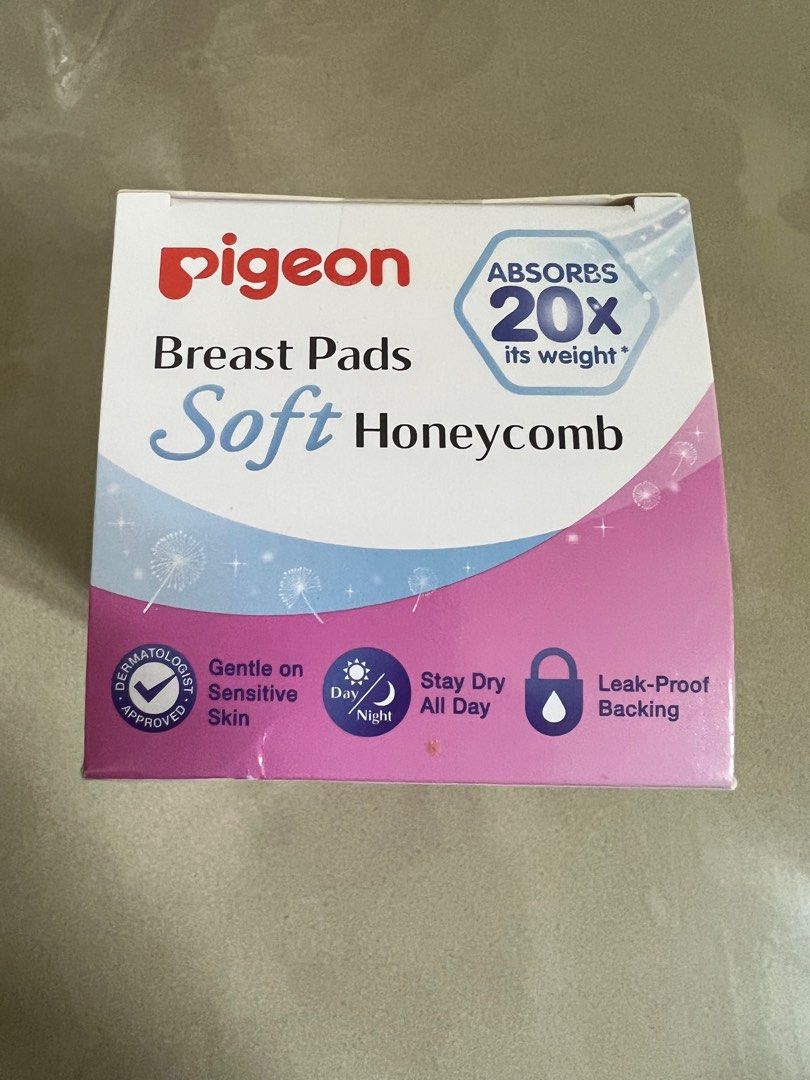 pigeon
ABSORBS
20x
its weight*
Breast Pads
Soft Honeycomb
DERMATOLOGIST
APPROVED
Gentle on
Sensitive
Skin
Day
Night
Stay Dry
All Day
Leak-Proof
Backing